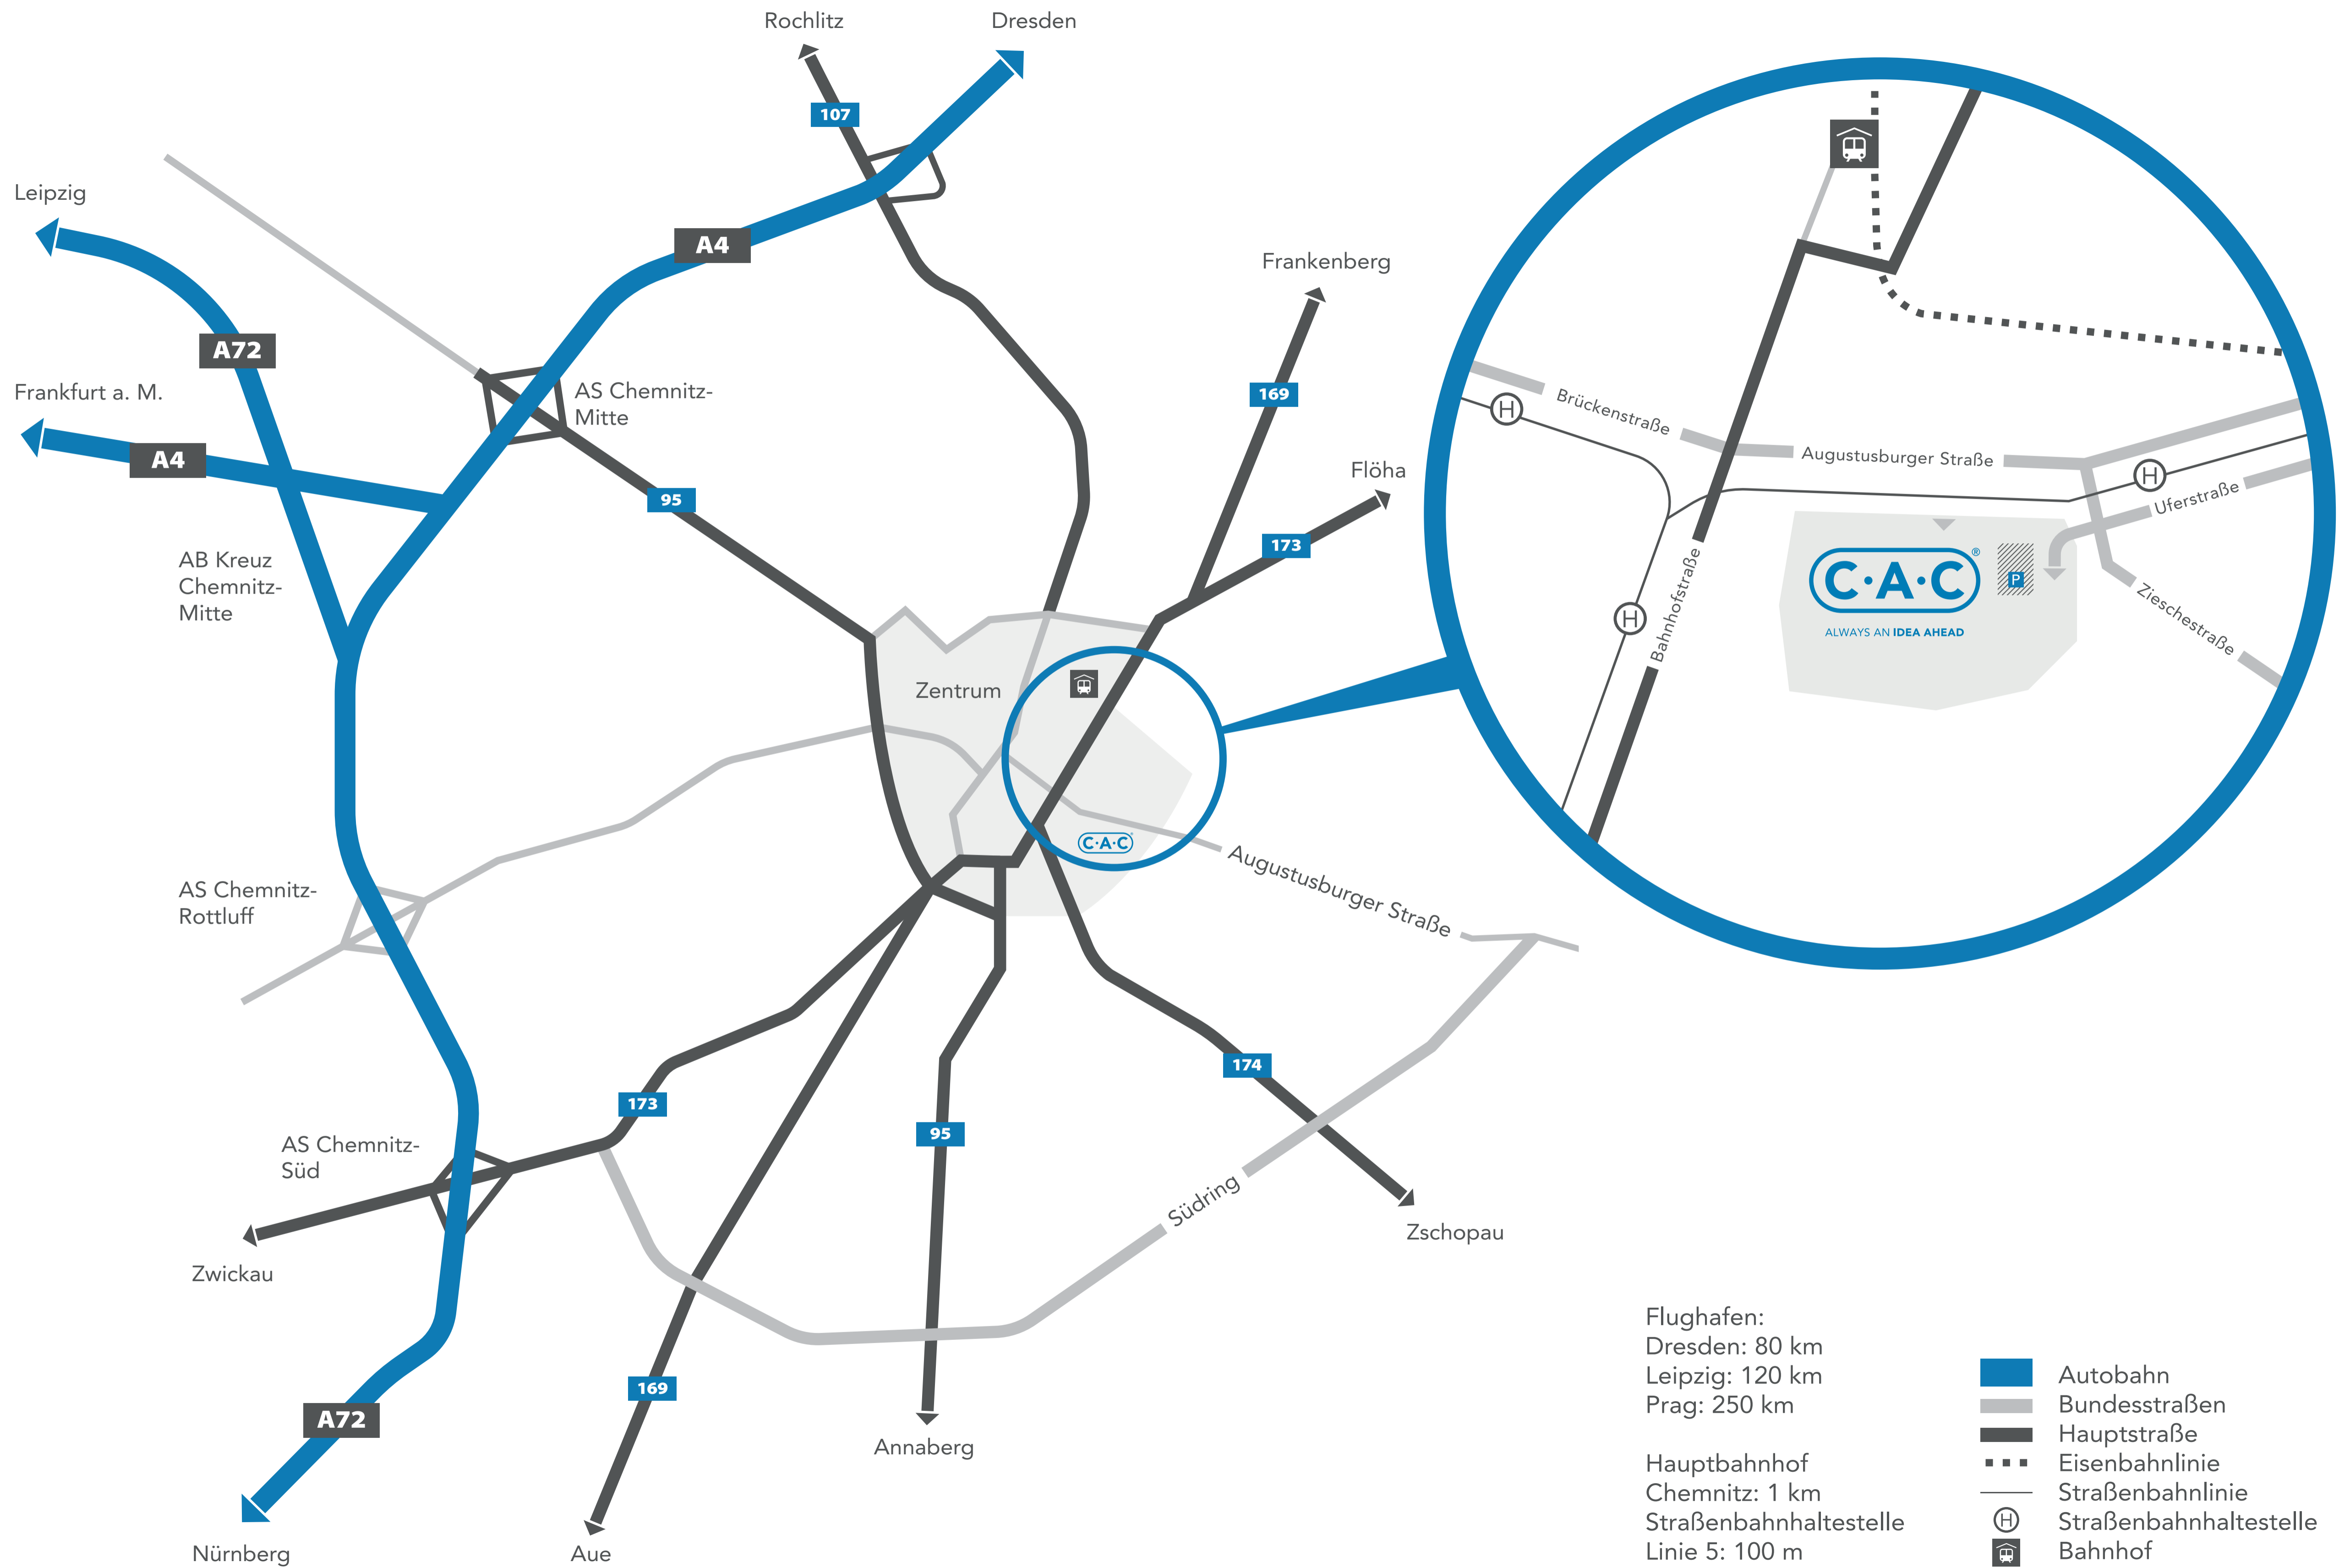 Rochlitz
Dresden
107
Leipzig
A4
A72
Frankenberg
Frankfurt a. M.
AS Chemnitz-
Mitte
169
A4
Flöha
95
173
AB Kreuz
Chemnitz-
Mitte
Zentrum
C·A·C
Augustusburger Straße
AS Chemnitz-
Rottluff
174
173
95
AS Chemnitz-
Süd
Südring
Zschopau
Zwickau
169
A72
Annaberg
Nürnberg
Aue
Brückenstraße
Augustusburger Straße
H
H
Uferstraße
Bahnhofstraße
H
C·A·C®
P
ALWAYS AN IDEA AHEAD
Zieschestraße
Flughafen:
Dresden: 80 km
Leipzig: 120 km
Prag: 250 km
Hauptbahnhof
Chemnitz: 1 km
Straßenbahnhaltestelle
Linie 5: 100 m
Autobahn
Bundesstraßen
Hauptstraße
Eisenbahnlinie
Straßenbahnlinie
H Straßenbahnhaltestelle
Bahnhof